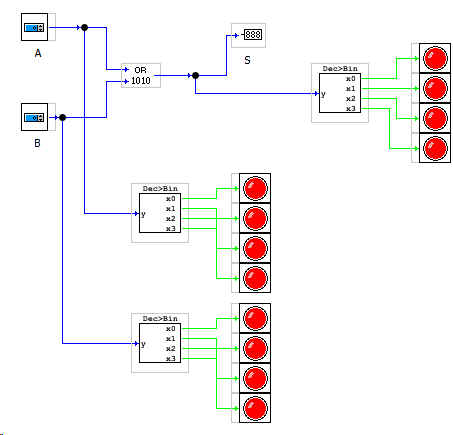 A
B
OR
1010
-888
S
Dec>Bin
y
x0
x1
x2
x3
Dec>Bin
y
x0
x1
x2
x3
Dec>Bin
y
x0
x1
x2
x3